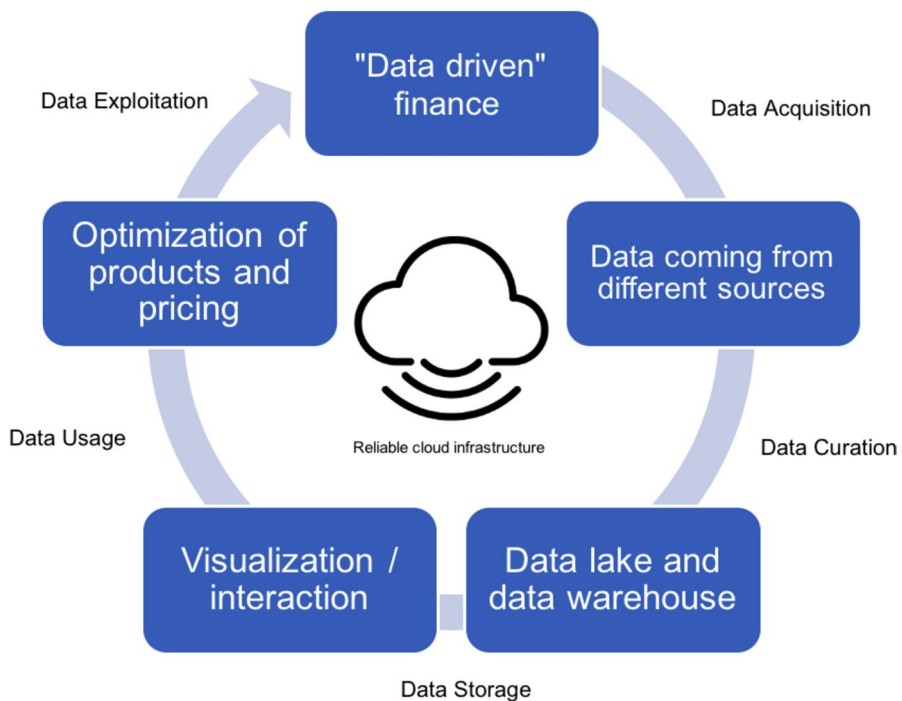 "Data driven"
finance
Data Exploitation
Data Acquisition
Optimization of
products and
pricing
Data coming from
different sources
Reliable cloud infrastructure
Data Usage
Data Curation
Visualization /
interaction
Data lake and
data warehouse
Data Storage